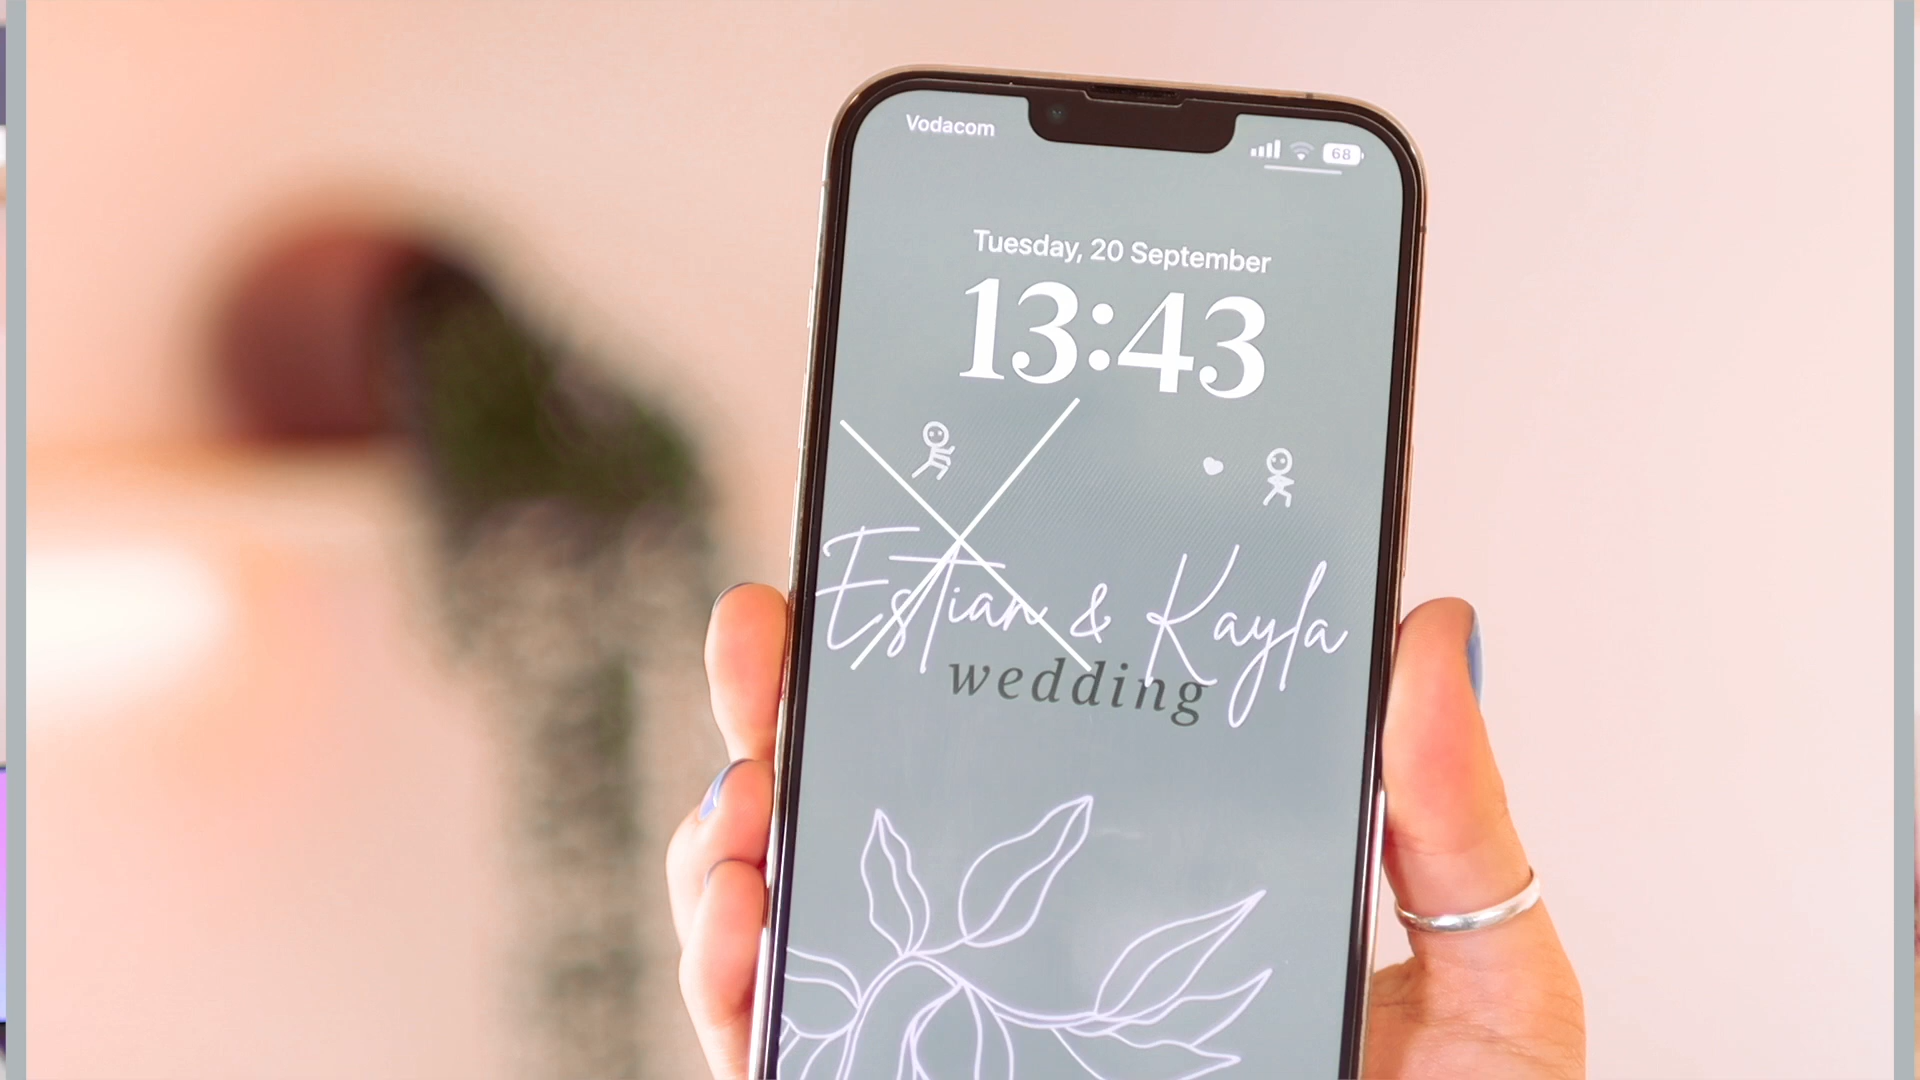 Vodacom
68
Tuesday, 20 September
13:43
Estian & Kayla
wedding